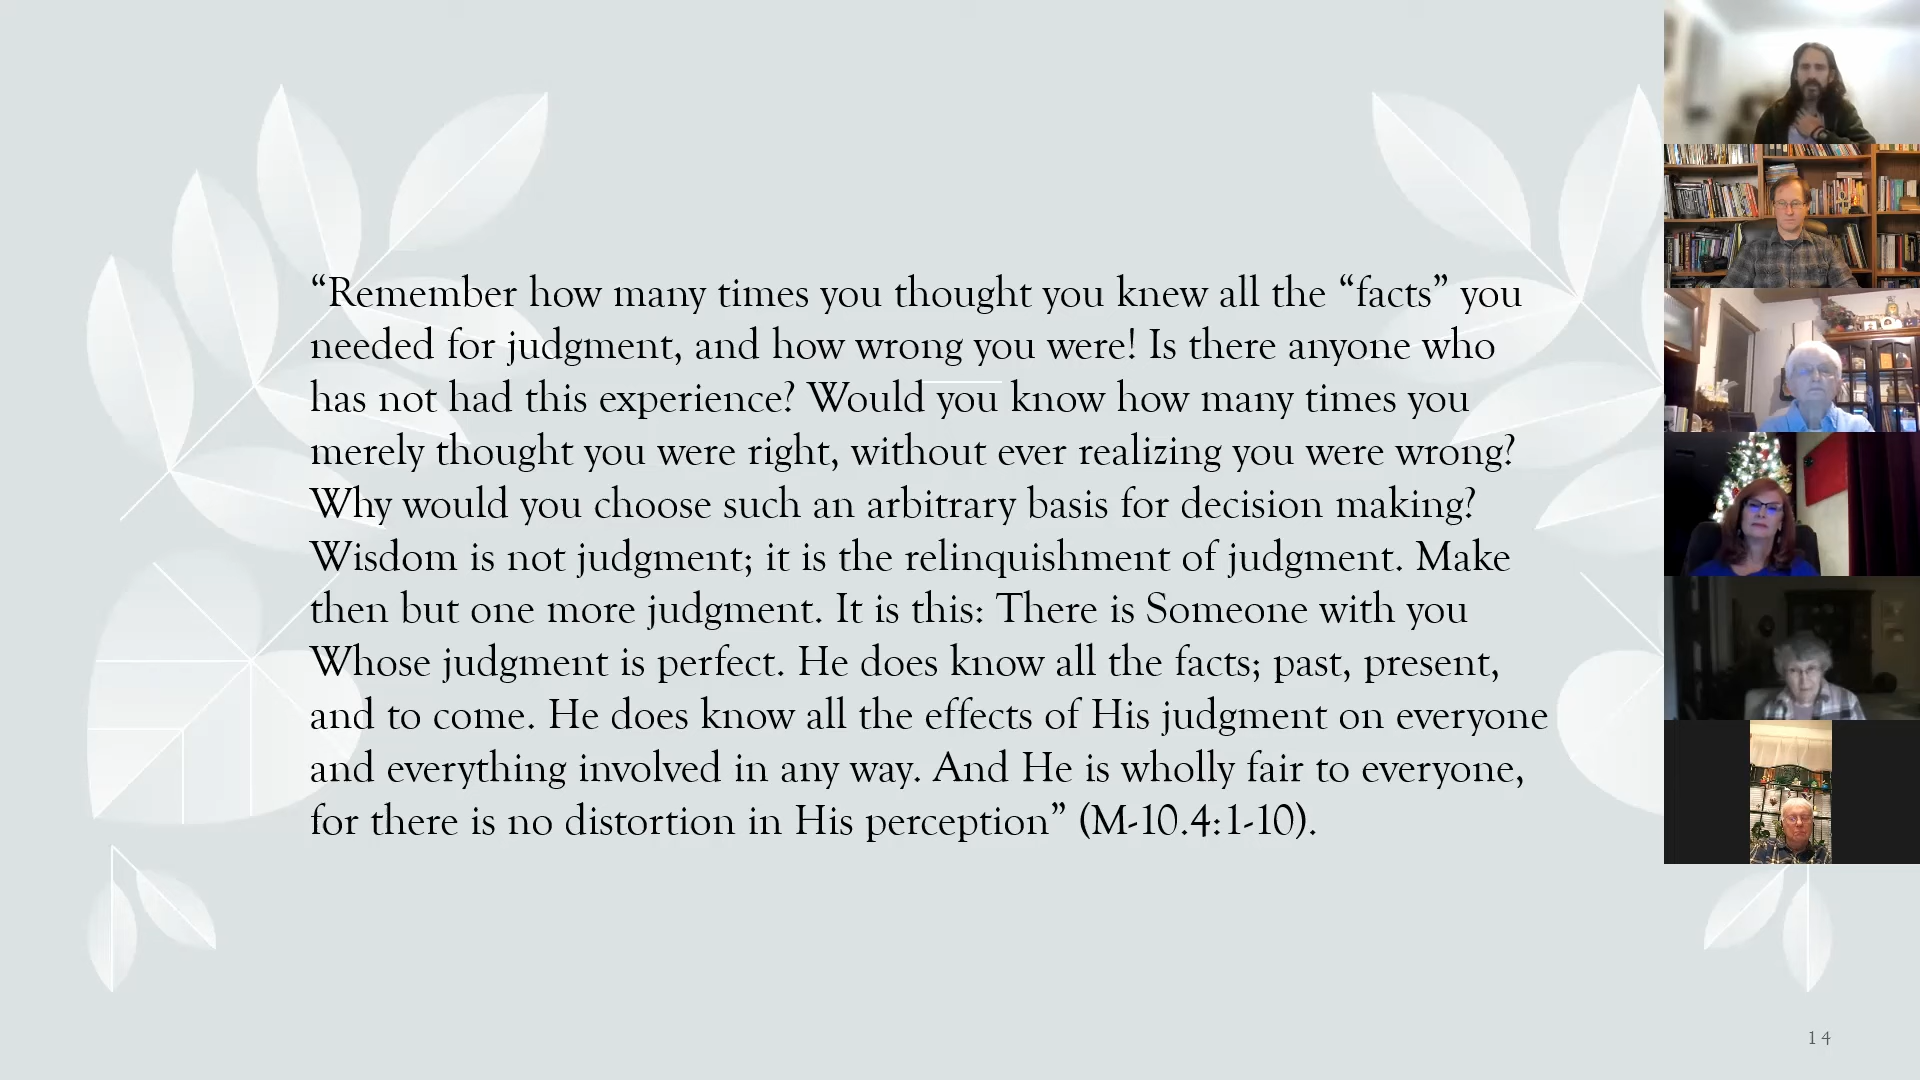 “Remember how many times you thought you knew all the “facts” you
needed for judgment, and how wrong you were! Is there anyone who
has not had this experience? Would you know how many times you
merely thought you were right, without ever realizing you were wrong?
Why would you choose such an arbitrary basis for decision making?
Wisdom is not judgment; it is the relinquishment of judgment. Make
then but one more judgment. It is this: There is Someone with you
Whose judgment is perfect. He does know all the facts; past, present,
and to come. He does know all the effects of His judgment on everyone
and everything involved in any way. And He is wholly fair to everyone,
for there is no distortion in His perception” (M-10.4:1-10).
14